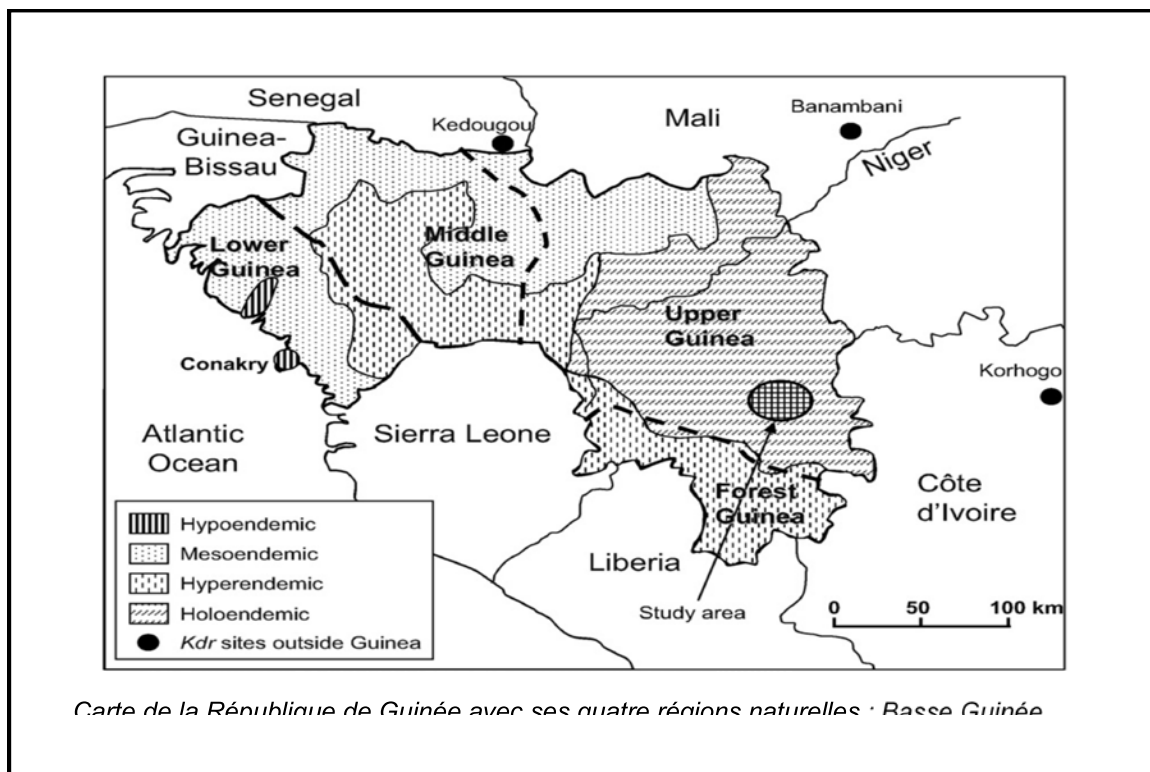 Senegal
Guinea-
Bissau
Kedougou
Mali
Banambani
Niger
Lower
Guinea
Middle
Guinea
Upper
Guinea
Conakry
Korhogo
Atlantic
Ocean
Sierra Leone
Forest
Guinea
Côte
d'Ivoire
Liberia
Study area
0 50 100 km
Hypoendemic
Mesoendemic
Hyperendemic
Holoendemic
Kdr sites outside Guinea
Carte de la République de Guinée avec ses quatre régions naturelles : Basse Guinée